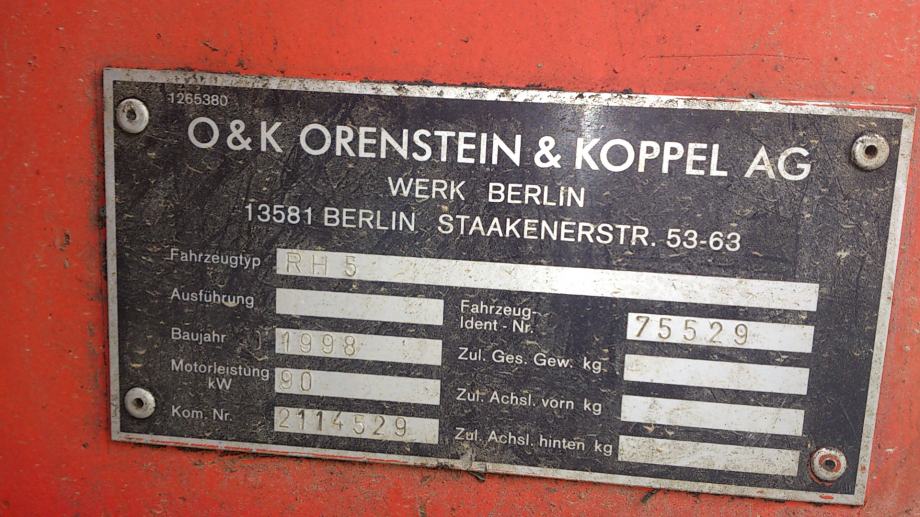 1265380
O & K ORENSTEIN & KOPPEL AG
WERK BERLIN
13581 BERLIN STAAKENERSTR. 53-63
Fahrzeugtyp RH 5
Ausführung
Fahrzeug-
Ident - Nr. 75529
Baujahr 1998
Zul. Ges. Gew. kg
Motorleistung
kW 90
Zul. Achsl. vorn kg
Kom. Nr. 2114529
Zul. Achsl. hinten kg